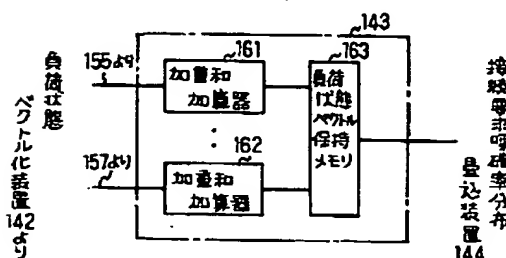 143
161
163
155より
加重和
加算器
負荷
状態
ベクトル
保持
メモリ
162
157より
加重和
加算器
負荷状態
ベクトル化装置142より
接続要求呼確率分布
畳込装置144